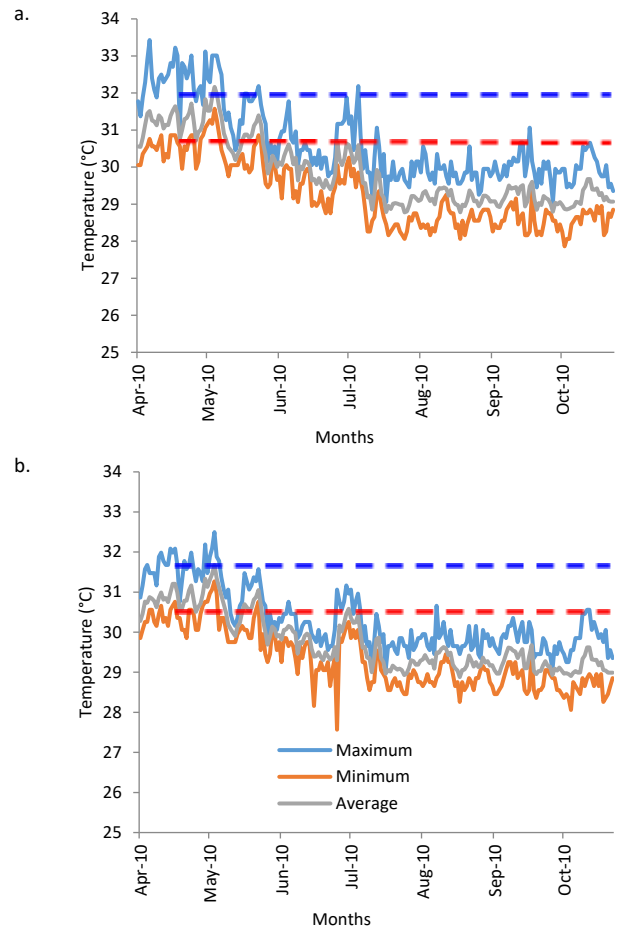 a.
34
33
32
31
30
29
28
27
26
25
Temperature (°C)
Apr-10
May-10
Jun-10
Jul-10
Aug-10
Sep-10
Oct-10
Months
b.
34
33
32
31
30
29
28
27
26
25
Temperature (°C)
Maximum
Minimum
Average
Apr-10
May-10
Jun-10
Jul-10
Aug-10
Sep-10
Oct-10
Months